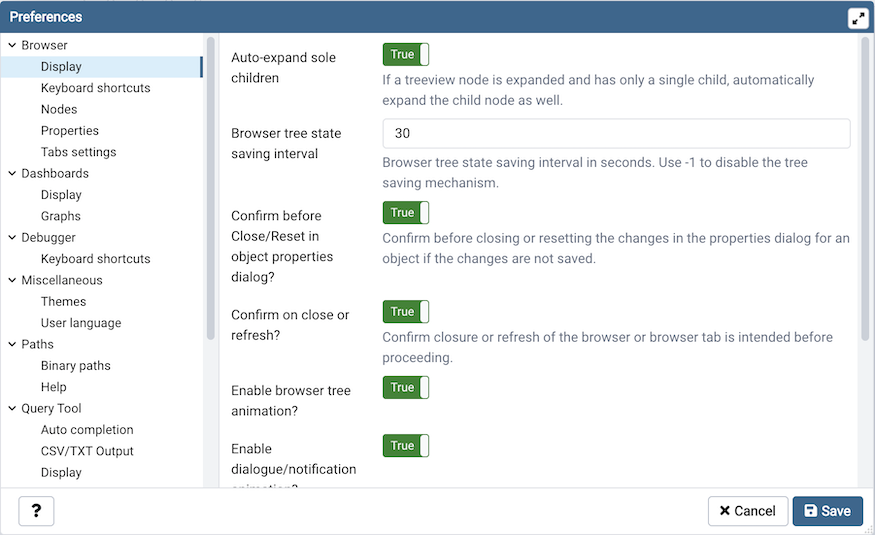 Preferences
Browser
Display
Keyboard shortcuts
Nodes
Properties
Tabs settings
Dashboards
Display
Graphs
Debugger
Keyboard shortcuts
Miscellaneous
Themes
User language
Paths
Binary paths
Help
Query Tool
Auto completion
CSV/TXT Output
Display
Auto-expand sole
children
True
If a treeview node is expanded and has only a single child, automatically
expand the child node as well.
Browser tree state
saving interval
30
Browser tree state saving interval in seconds. Use -1 to disable the tree
saving mechanism.
Confirm before
Close/Reset in
object properties
dialog?
True
Confirm before closing or resetting the changes in the properties dialog for an
object if the changes are not saved.
Confirm on close or
refresh?
True
Confirm closure or refresh of the browser or browser tab is intended before
proceeding.
Enable browser tree
animation?
True
Enable
dialogue/notification
True
?
Cancel
Save